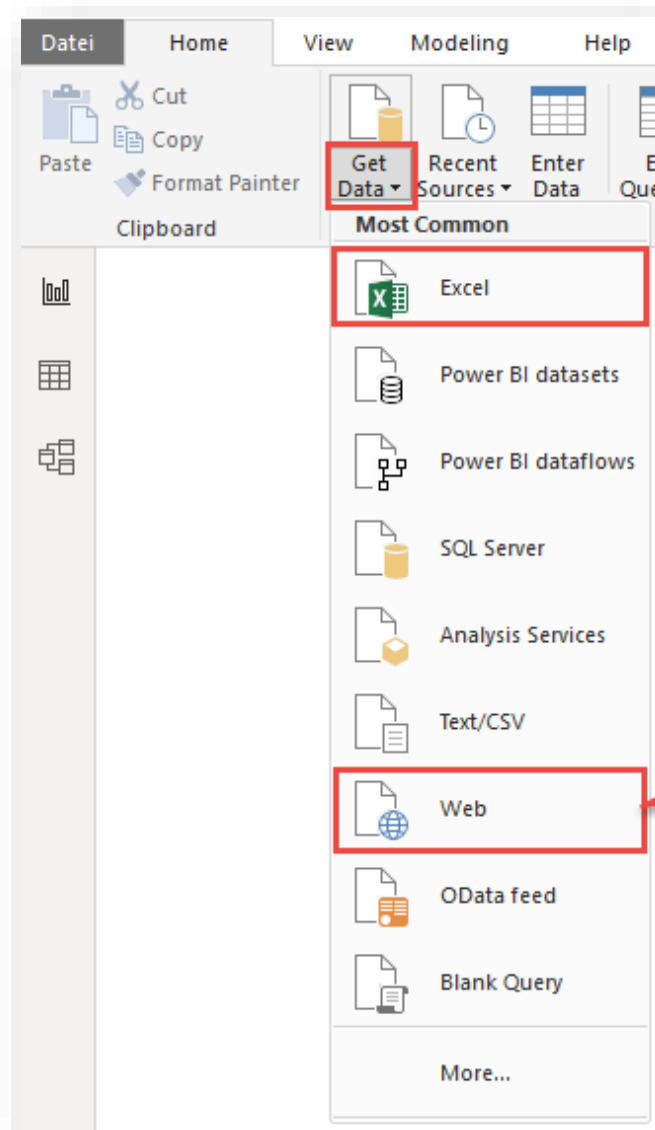 Datei Home View Modeling Help
Cut
Copy
Format Painter
Paste
Clipboard
Get Data
Recent Sources
Enter Data
Most Common
Excel
Power BI datasets
Power BI dataflows
SQL Server
Analysis Services
Text/CSV
Web
OData feed
Blank Query
More...